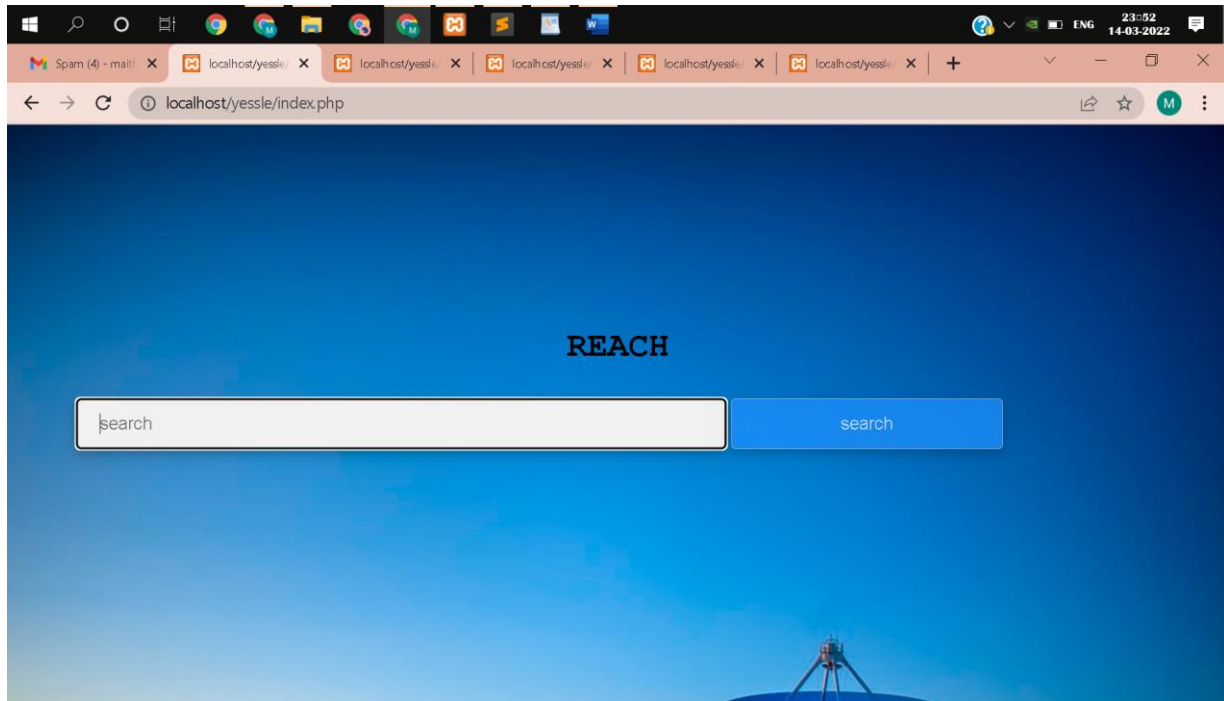 ENG
23:52
14-03-2022
Spam (4) - maith
localhost/yessle/
localhost/yessle/
localhost/yessle/
localhost/yessle/
localhost/yessle/
localhost/yessle/index.php
M
REACH
search
search